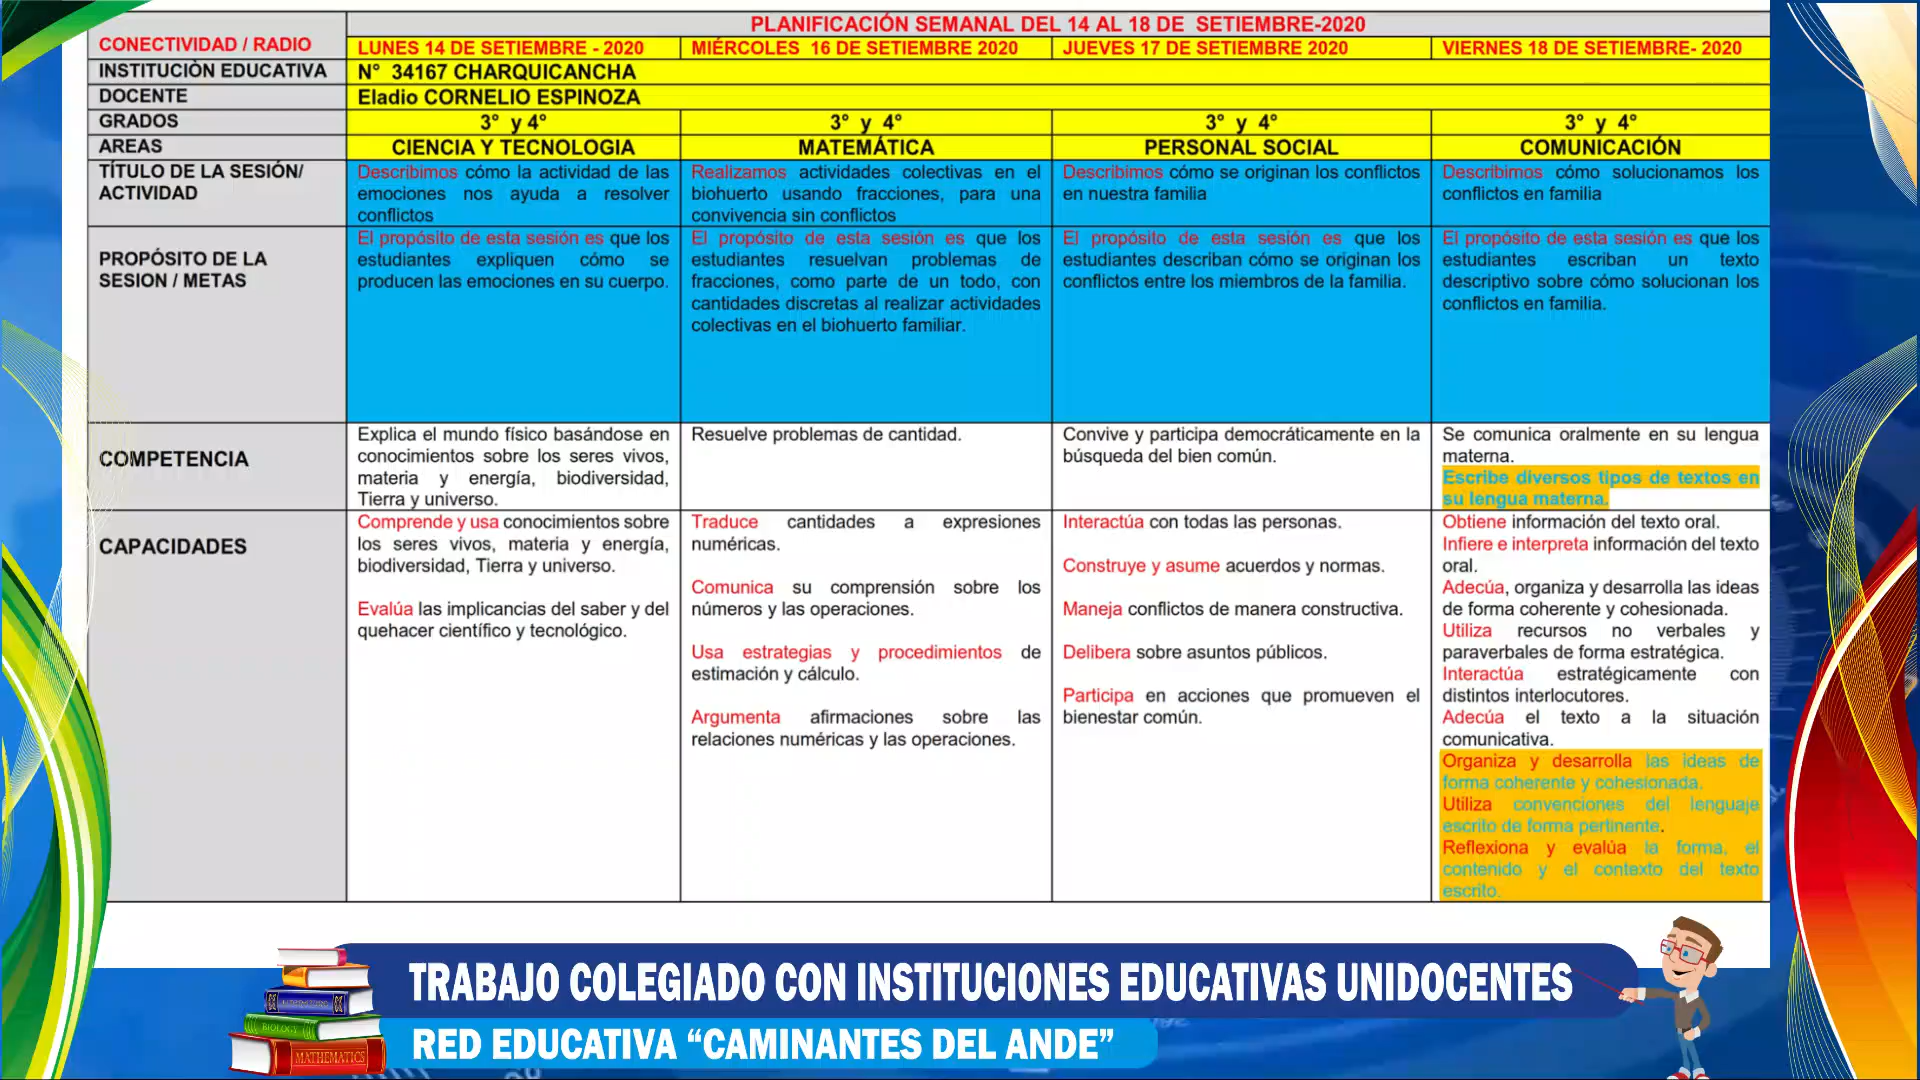 PLANIFICACIÓN SEMANAL DEL 14 AL 18 DE SETIEMBRE-2020
CONECTIVIDAD / RADIO
LUNES 14 DE SETIEMBRE - 2020
MIÉRCOLES 16 DE SETIEMBRE 2020
JUEVES 17 DE SETIEMBRE 2020
VIERNES 18 DE SETIEMBRE- 2020
INSTITUCIÒN EDUCATIVA
N° 34167 CHARQUICANCHA
DOCENTE
Eladio CORNELIO ESPINOZA
GRADOS
3° y 4°
3° y 4°
3° y 4°
3° y 4°
AREAS
CIENCIA Y TECNOLOGIA
MATEMÁTICA
PERSONAL SOCIAL
COMUNICACIÓN
TÍTULO DE LA SESIÓN/
ACTIVIDAD
Describimos cómo la actividad de las
emociones nos ayuda a resolver
conflictos
Realizamos actividades colectivas en el
biohuerto usando fracciones, para una
convivencia sin conflictos
Describimos cómo se originan los conflictos
en nuestra familia
Describimos cómo solucionamos los
conflictos en familia
PROPÓSITO DE LA
SESION / METAS
El propósito de esta sesión es que los
estudiantes expliquen cómo se
producen las emociones en su cuerpo.
El propósito de esta sesión es que los
estudiantes resuelvan problemas de
fracciones, como parte de un todo, con
cantidades discretas al realizar actividades
colectivas en el biohuerto familiar.
El propósito de esta sesión es que los
estudiantes describan cómo se originan los
conflictos entre los miembros de la familia.
El propósito de esta sesión es que los
estudiantes escriban un texto
descriptivo sobre cómo solucionan los
conflictos en familia.
COMPETENCIA
Explica el mundo físico basándose en
conocimientos sobre los seres vivos,
materia y energía, biodiversidad,
Tierra y universo.
Resuelve problemas de cantidad.
Convive y participa democráticamente en la
búsqueda del bien común.
Se comunica oralmente en su lengua
materna.
Escribe diversos tipos de textos en
su lengua materna.
CAPACIDADES
Comprende y usa conocimientos sobre
los seres vivos, materia y energía,
biodiversidad, Tierra y universo.
Evalúa las implicancias del saber y del
quehacer científico y tecnológico.
Traduce cantidades a expresiones
numéricas.
Comunica su comprensión sobre los
números y las operaciones.
Usa estrategias y procedimientos de
estimación y cálculo.
Argumenta afirmaciones sobre las
relaciones numéricas y las operaciones.
Interactúa con todas las personas.
Construye y asume acuerdos y normas.
Maneja conflictos de manera constructiva.
Delibera sobre asuntos públicos.
Participa en acciones que promueven el
bienestar común.
Obtiene información del texto oral.
Infiere e interpreta información del texto
oral.
Adecúa, organiza y desarrolla las ideas
de forma coherente y cohesionada.
Utiliza recursos no verbales y
paraverbales de forma estratégica.
Interactúa estratégicamente con
distintos interlocutores.
Adecúa el texto a la situación
comunicativa.
Organiza y desarrolla las ideas de
forma coherente y cohesionada.
Utiliza convenciones del lenguaje
escrito de forma pertinente.
Reflexiona y evalúa la forma, el
contenido y el contexto del texto
escrito.
TRABAJO COLEGIADO CON INSTITUCIONES EDUCATIVAS UNIDOCENTES
RED EDUCATIVA “CAMINANTES DEL ANDE”
BIOLOGY
MATHEMATICS